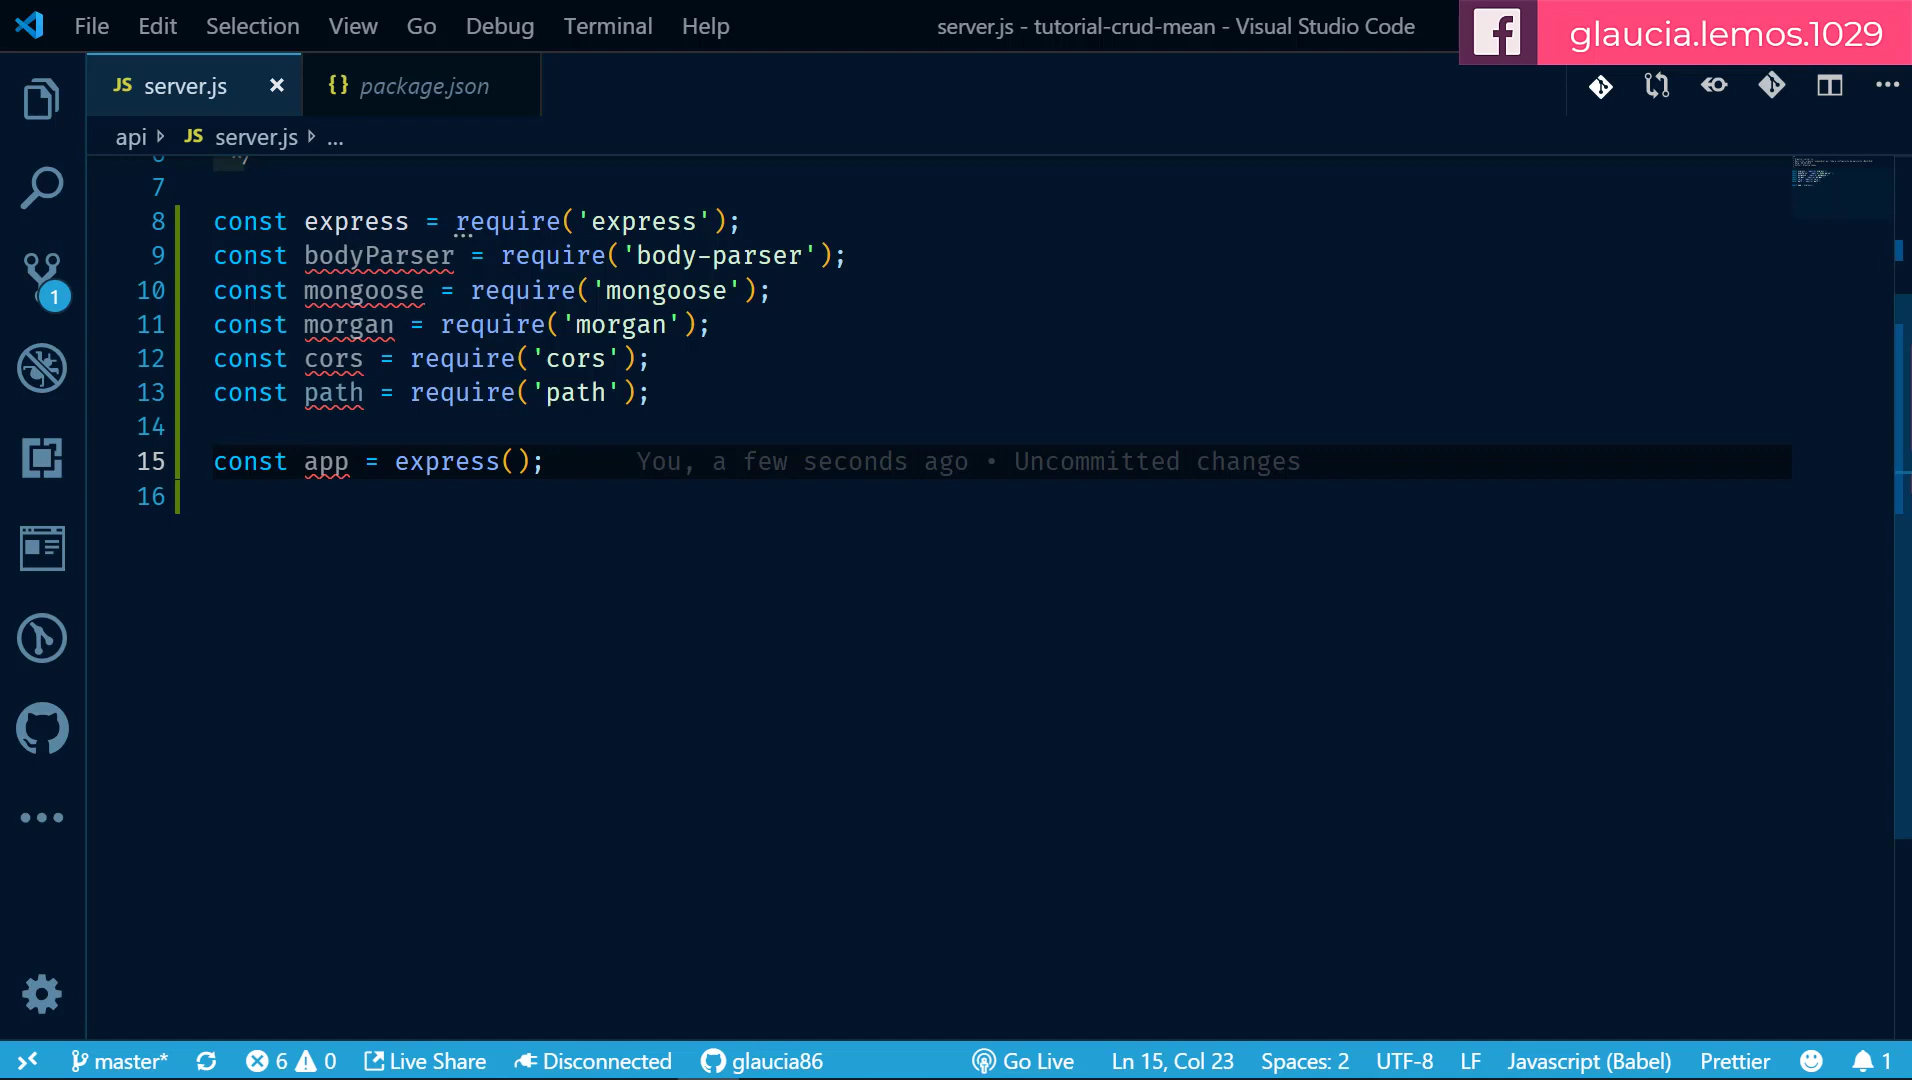 File Edit Selection View Go Debug Terminal Help server.js - tutorial-crud-mean - Visual Studio Code
glaucia.lemos.1029
JS server.js × {} package.json
api JS server.js ...
6 */
7
8 const express = require('express');
9 const bodyParser = require('body-parser');
10 const mongoose = require('mongoose');
11 const morgan = require('morgan');
12 const cors = require('cors');
13 const path = require('path');
14
15 const app = express(); You, a few seconds ago • Uncommitted changes
16
1
master* 6 0 Live Share Disconnected glaucia86 Go Live Ln 15, Col 23 Spaces: 2 UTF-8 LF Javascript (Babel) Prettier 1